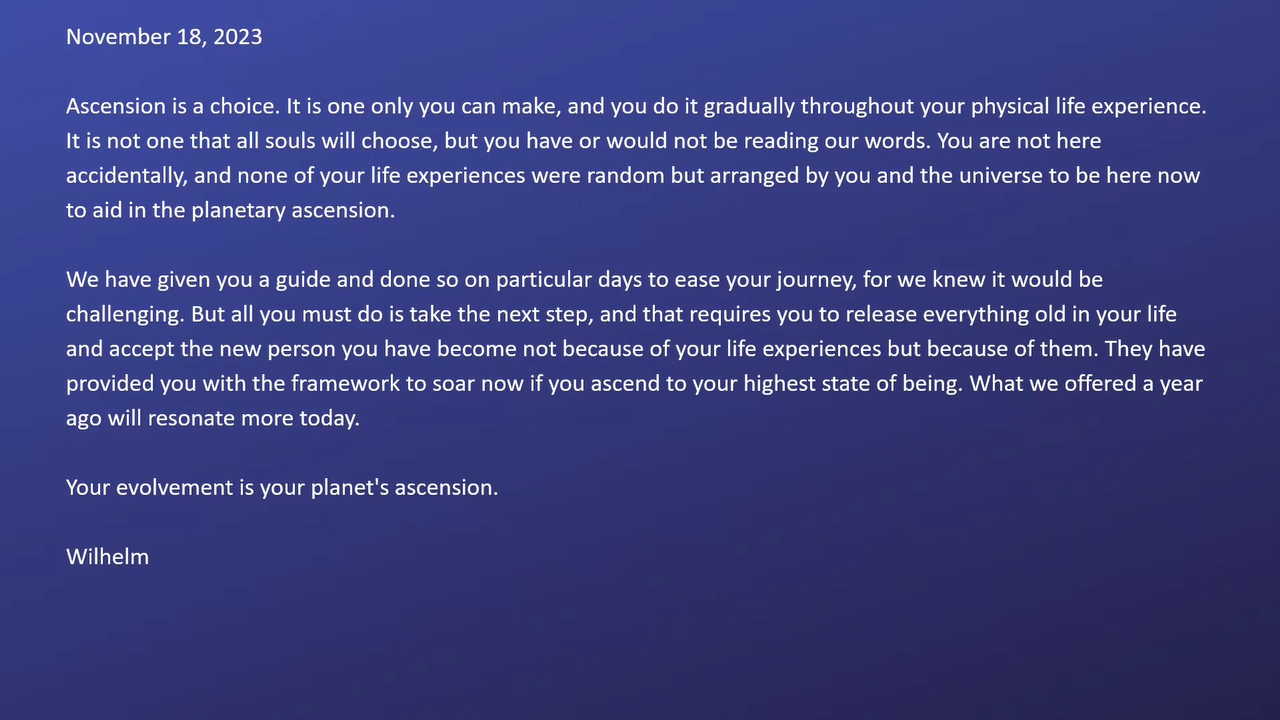 November 18, 2023
Ascension is a choice. It is one only you can make, and you do it gradually throughout your physical life experience.
It is not one that all souls will choose, but you have or would not be reading our words. You are not here
accidentally, and none of your life experiences were random but arranged by you and the universe to be here now
to aid in the planetary ascension.
We have given you a guide and done so on particular days to ease your journey, for we knew it would be
challenging. But all you must do is take the next step, and that requires you to release everything old in your life
and accept the new person you have become not because of your life experiences but because of them. They have
provided you with the framework to soar now if you ascend to your highest state of being. What we offered a year
ago will resonate more today.
Your evolvement is your planet's ascension.
Wilhelm